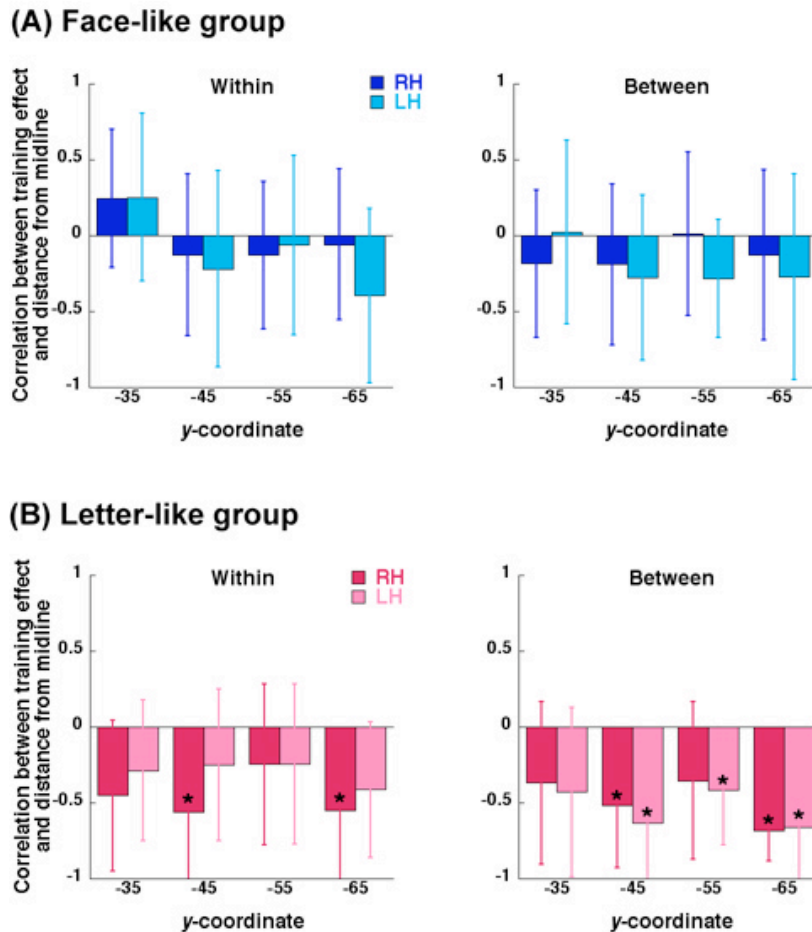 (A) Face-like group
Within
RH
LH
Correlation between training effect
and distance from midline
1
0.5
0
-0.5
-1
-35 -45 -55 -65
y-coordinate
Between
1
0.5
0
-0.5
-1
-35 -45 -55 -65
y-coordinate
(B) Letter-like group
Within
RH
LH
Correlation between training effect
and distance from midline
1
0.5
0
-0.5
-1
* *
-35 -45 -55 -65
y-coordinate
Between
1
0.5
0
-0.5
-1
* * * * *
-35 -45 -55 -65
y-coordinate